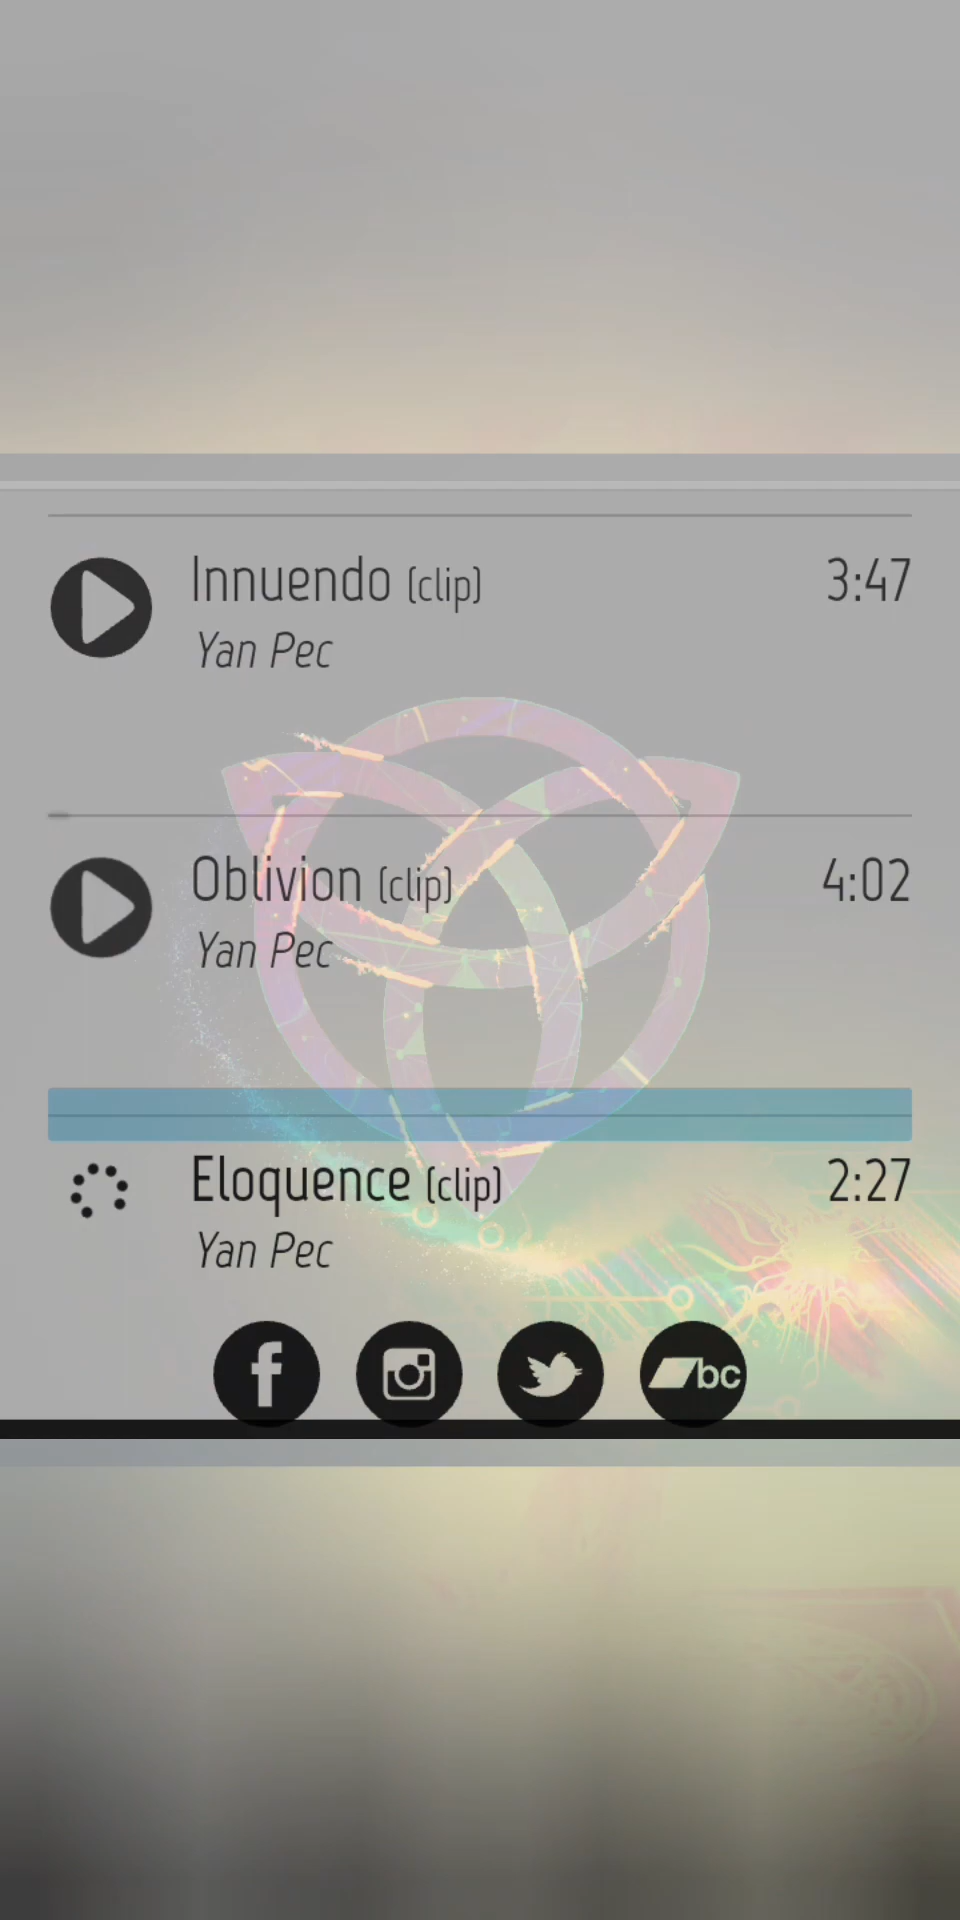 Innuendo (clip)
3:47
Yan Pec
Oblivion (clip)
4:02
Yan Pec
Eloquence (clip)
2:27
Yan Pec
f
bc